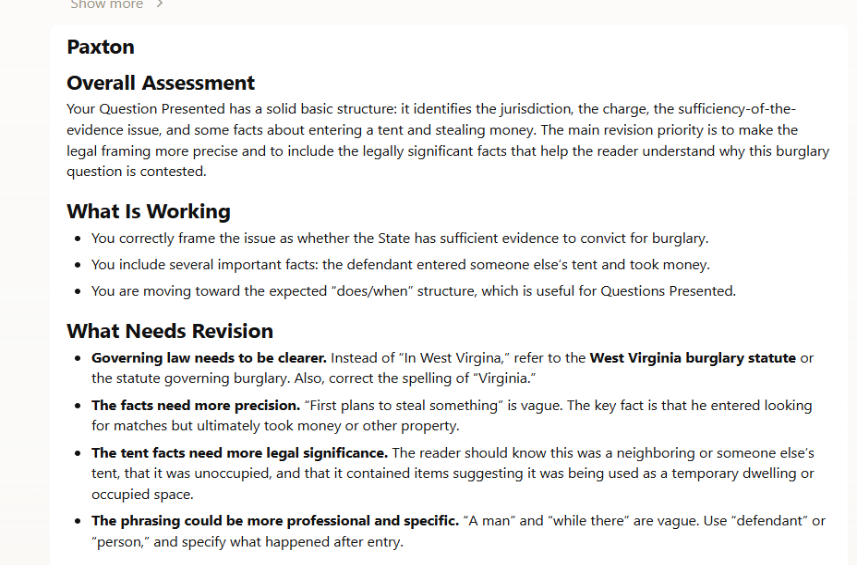 Show more
Paxton
Overall Assessment
Your Question Presented has a solid basic structure: it identifies the jurisdiction, the charge, the sufficiency-of-the-
evidence issue, and some facts about entering a tent and stealing money. The main revision priority is to make the
legal framing more precise and to include the legally significant facts that help the reader understand why this burglary
question is contested.
What Is Working
• You correctly frame the issue as whether the State has sufficient evidence to convict for burglary.
• You include several important facts: the defendant entered someone else's tent and took money.
• You are moving toward the expected "does/when" structure, which is useful for Questions Presented.
What Needs Revision
• Governing law needs to be clearer. Instead of "In West Virgina," refer to the West Virginia burglary statute or
the statute governing burglary. Also, correct the spelling of "Virginia."
• The facts need more precision. "First plans to steal something" is vague. The key fact is that he entered looking
for matches but ultimately took money or other property.
• The tent facts need more legal significance. The reader should know this was a neighboring or someone else's
tent, that it was unoccupied, and that it contained items suggesting it was being used as a temporary dwelling or
occupied space.
• The phrasing could be more professional and specific. "A man" and "while there" are vague. Use "defendant" or
"person," and specify what happened after entry.